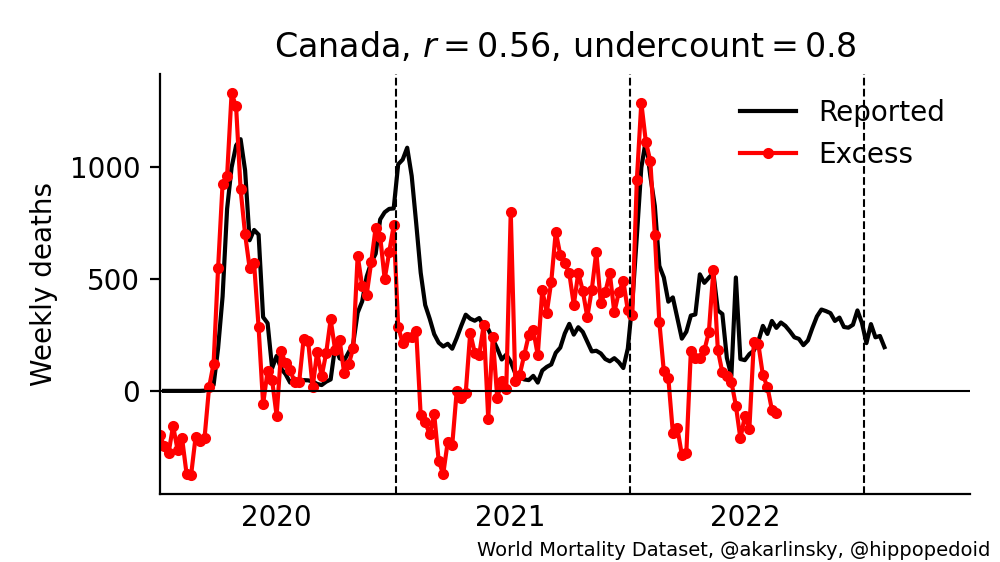 Canada, r = 0.56, undercount = 0.8
Reported
Excess
Weekly deaths
1000
500
0
2020 2021 2022
World Mortality Dataset, @akarlinsky, @hippopedoid